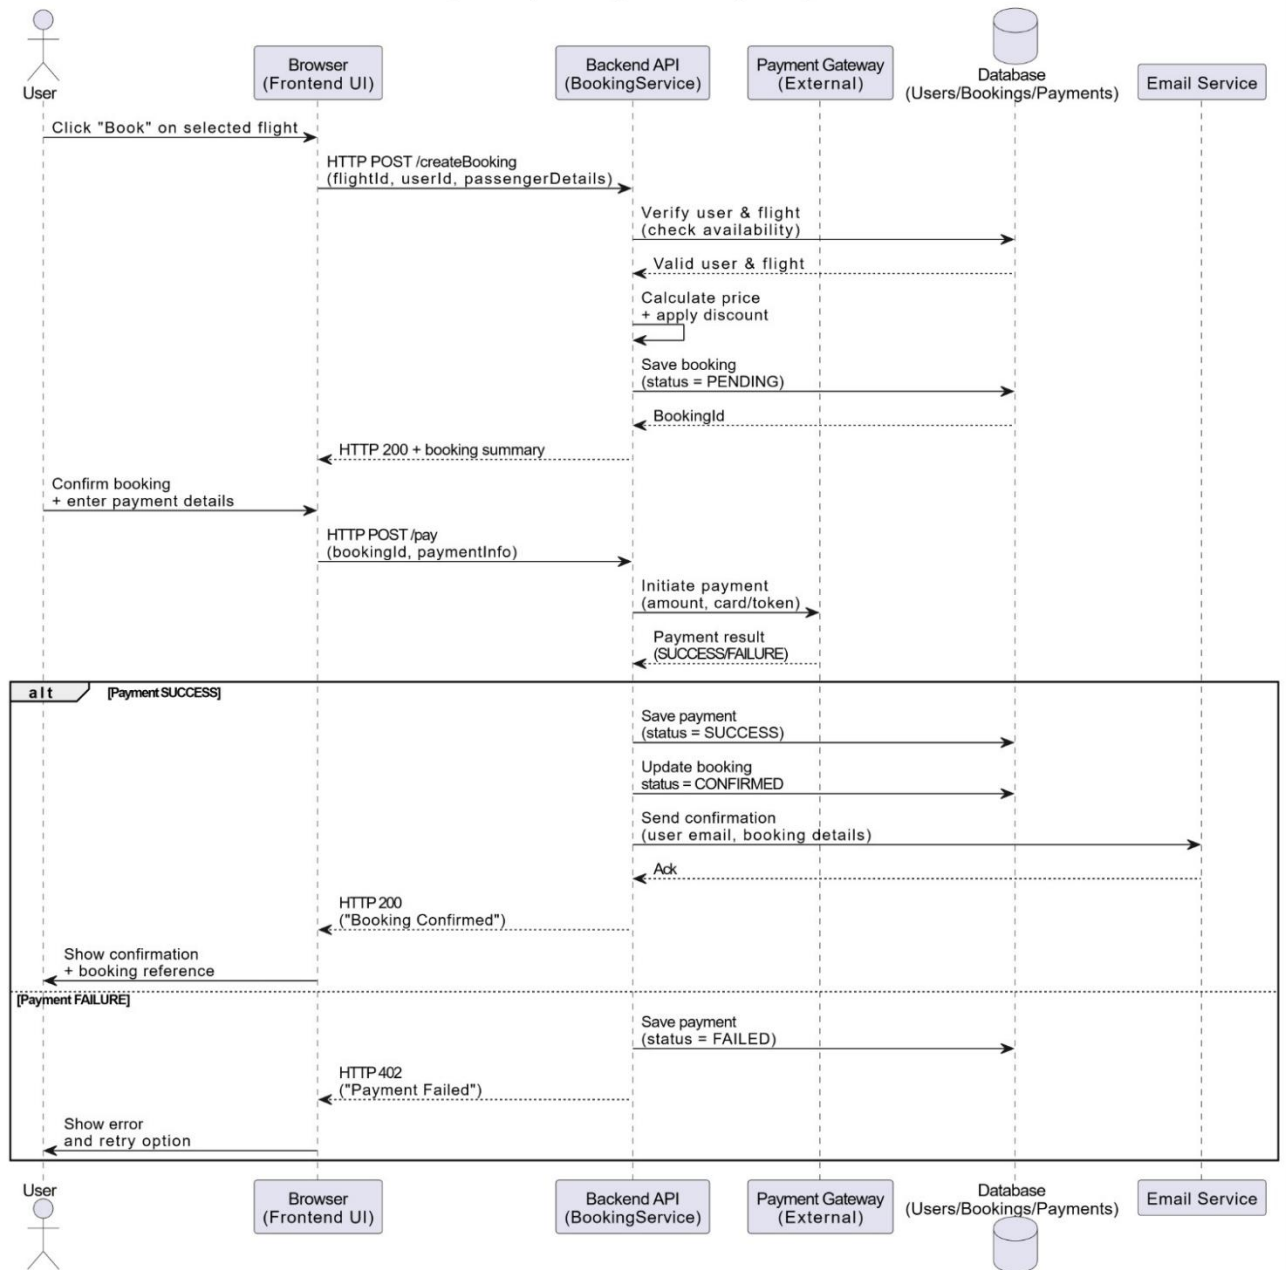 User
Browser
(Frontend UI)
Backend API
(BookingService)
Payment Gateway
(External)
Database
(Users/Bookings/Payments)
Email Service
Click "Book" on selected flight
HTTP POST /createBooking
(flightId, userId, passengerDetails)
Verify user & flight
(check availability)
Valid user & flight
Calculate price
+ apply discount
Save booking
(status = PENDING)
BookingId
HTTP 200 + booking summary
Confirm booking
+ enter payment details
HTTP POST /pay
(bookingId, paymentInfo)
Initiate payment
(amount, card/token)
Payment result
(SUCCESS/FAILURE)
alt [Payment SUCCESS]
Save payment
(status = SUCCESS)
Update booking
status = CONFIRMED
Send confirmation
(user email, booking details)
Ack
HTTP 200
("Booking Confirmed")
Show confirmation
+ booking reference
[Payment FAILURE]
Save payment
(status = FAILED)
HTTP 402
("Payment Failed")
Show error
and retry option
User
Browser
(Frontend UI)
Backend API
(BookingService)
Payment Gateway
(External)
Database
(Users/Bookings/Payments)
Email Service